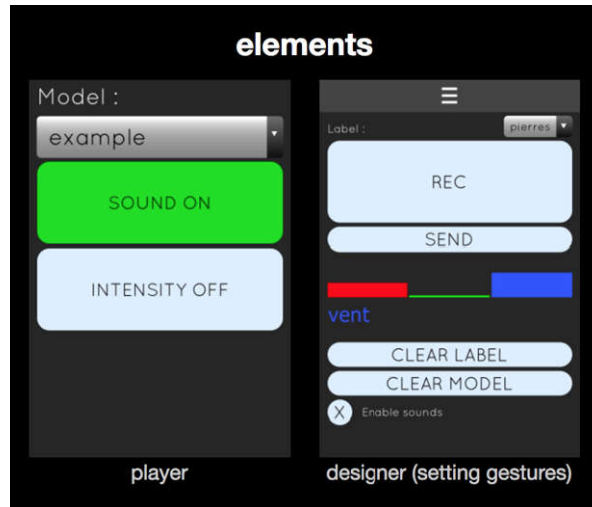 elements
Model :
example
SOUND ON
INTENSITY OFF
player
Label :
pierres
REC
SEND
vent
CLEAR LABEL
CLEAR MODEL
X Enable sounds
designer (setting gestures)